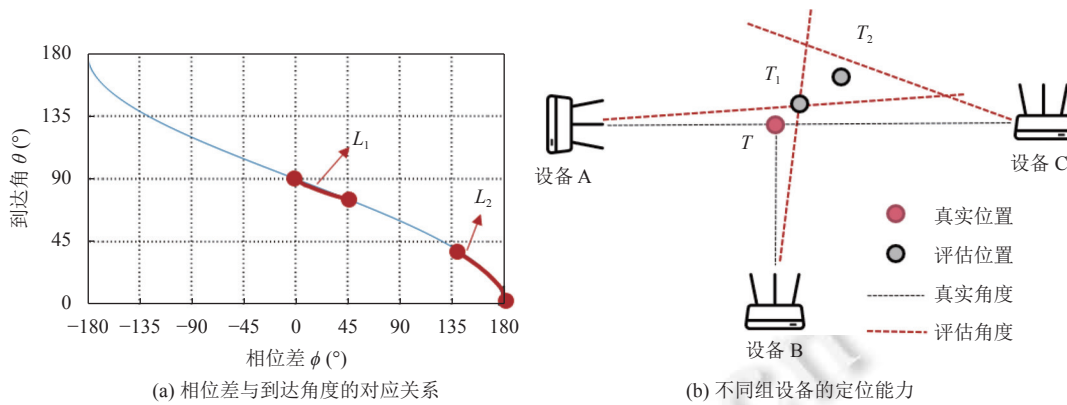 180
135
90
45
0
到达角 θ (°)
L₁
L₂
−180 −135 −90 −45 0 45 90 135 180
相位差 ϕ (°)
(a) 相位差与到达角度的对应关系
T₂
T₁
T
设备 A
设备 C
设备 B
真实位置
评估位置
真实角度
评估角度
(b) 不同组设备的定位能力